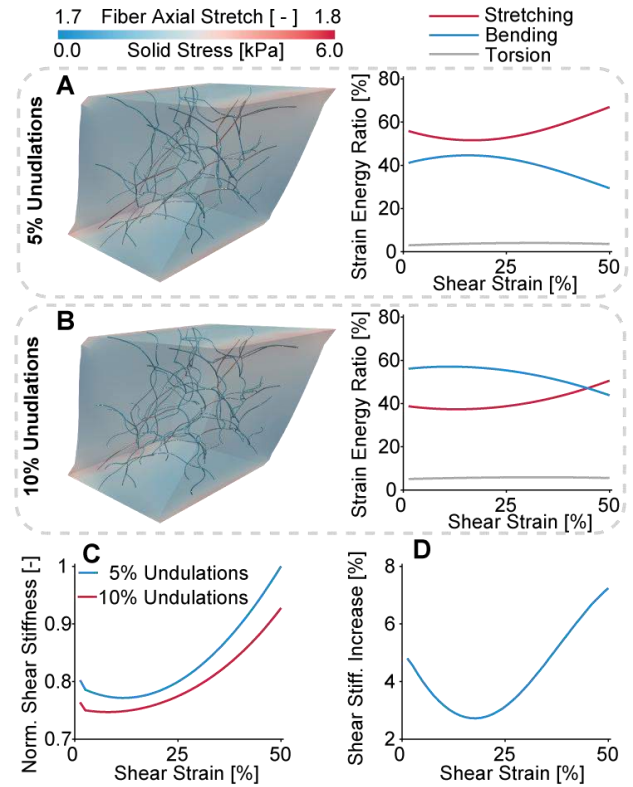 1.7 Fiber Axial Stretch [ - ] 1.8
0.0 Solid Stress [kPa] 6.0
Stretching
Bending
Torsion
A
5% Unudlations
80
60
40
20
0
Strain Energy Ratio [%]
0 25 50
Shear Strain [%]
B
10% Unudlations
80
60
40
20
0
Strain Energy Ratio [%]
0 25 50
Shear Strain [%]
C
5% Undulations
10% Undulations
1
0.9
0.8
0.7
Norm. Shear Stiffness [-]
0 25 50
Shear Strain [%]
D
8
6
4
2
Shear Stiff. Increase [%]
0 25 50
Shear Strain [%]